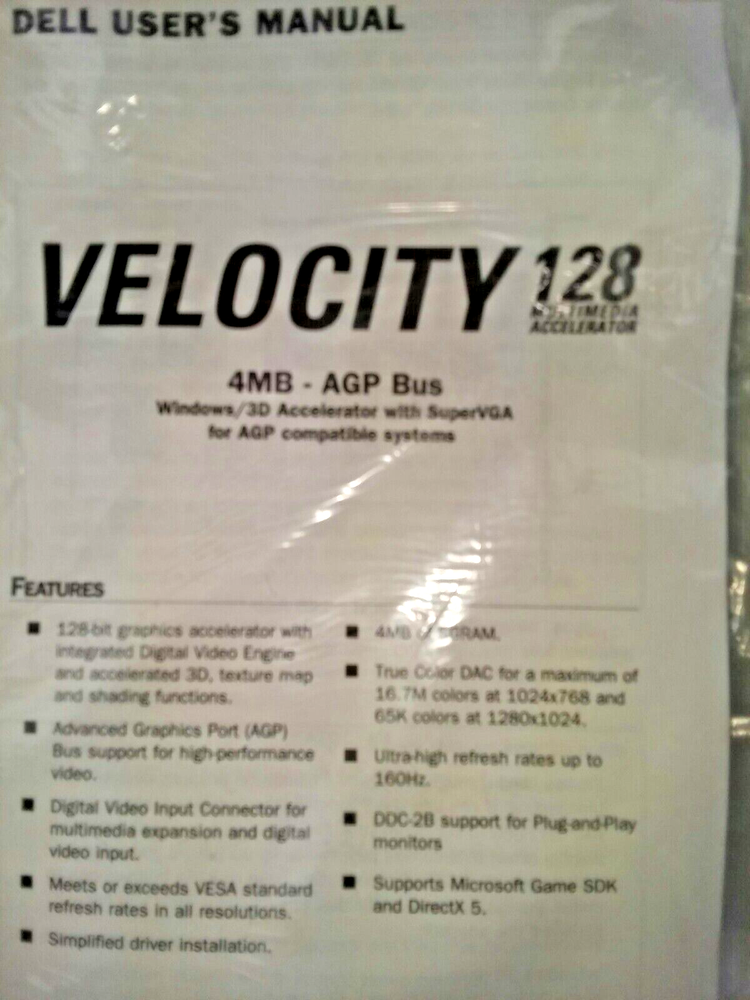 DELL USER'S MANUAL
VELOCITY 128
MULTIMEDIA
ACCELERATOR
4MB - AGP Bus
Windows/3D Accelerator with SuperVGA
for AGP compatible systems
FEATURES
■ 128-bit graphics accelerator with
integrated Digital Video Engine
and accelerated 3D, texture map
and shading functions.
■ Advanced Graphics Port (AGP)
Bus support for high-performance
video.
■ Digital Video Input Connector for
multimedia expansion and digital
video input.
■ Meets or exceeds VESA standard
refresh rates in all resolutions.
■ Simplified driver installation.
■ 4MB of SGRAM.
■ True Color DAC for a maximum of
16.7M colors at 1024x768 and
65K colors at 1280x1024.
■ Ultra-high refresh rates up to
160Hz.
■ DDC-2B support for Plug-and-Play
monitors
■ Supports Microsoft Game SDK
and DirectX 5.